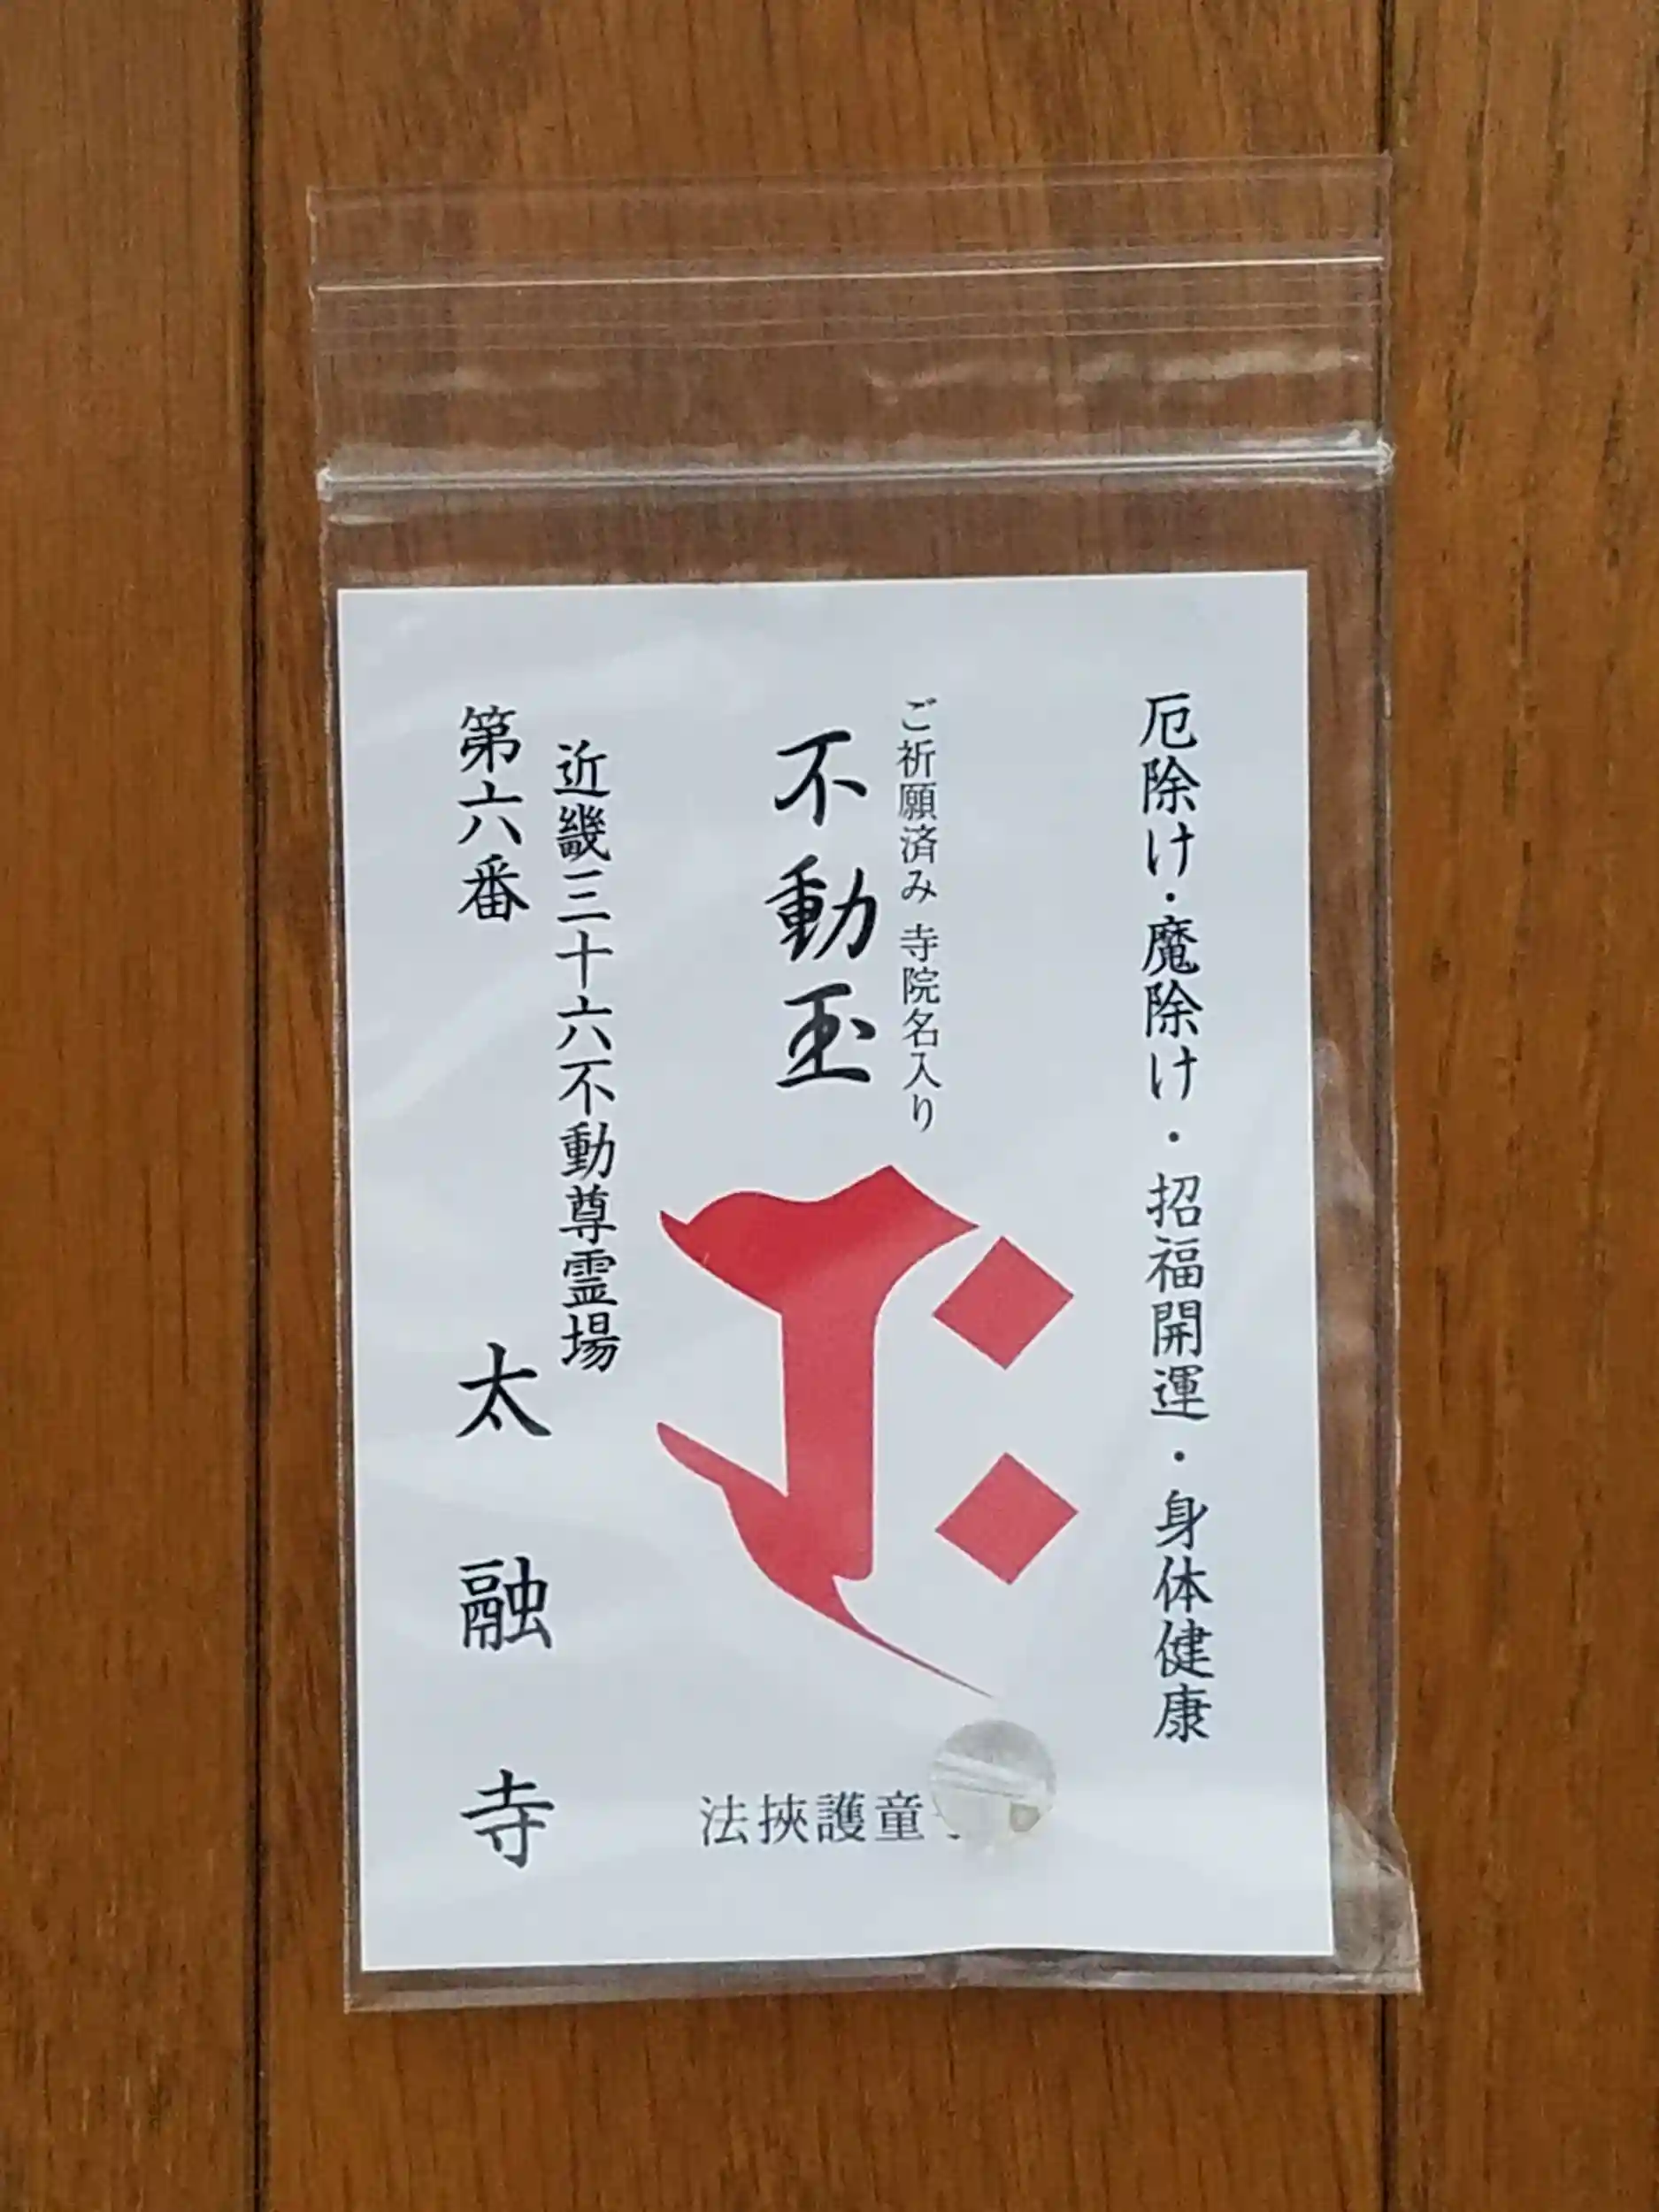 厄除け・魔除け・招福開運・身体健康
ご祈願済み 寺院名入り
不動玉
近畿三十六不動尊霊場
第六番
太融寺
法挾護童